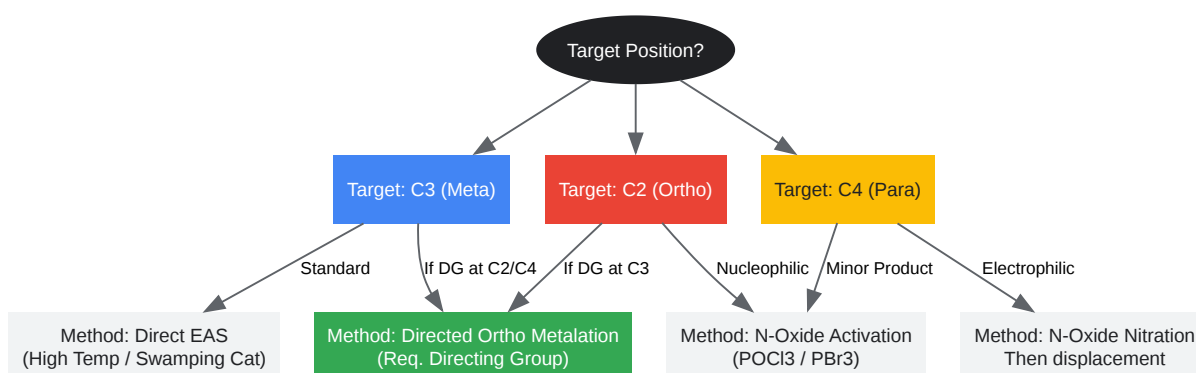 Target Position?
Target: C3 (Meta)
Target: C2 (Ortho)
Target: C4 (Para)
Standard
If DG at C2/C4
If DG at C3
Nucleophilic
Minor Product
Electrophilic
Method: Direct EAS
(High Temp / Swamping Cat)
Method: Directed Ortho Metalation
(Req. Directing Group)
Method: N-Oxide Activation
(POCl3 / PBr3)
Method: N-Oxide Nitration
Then displacement